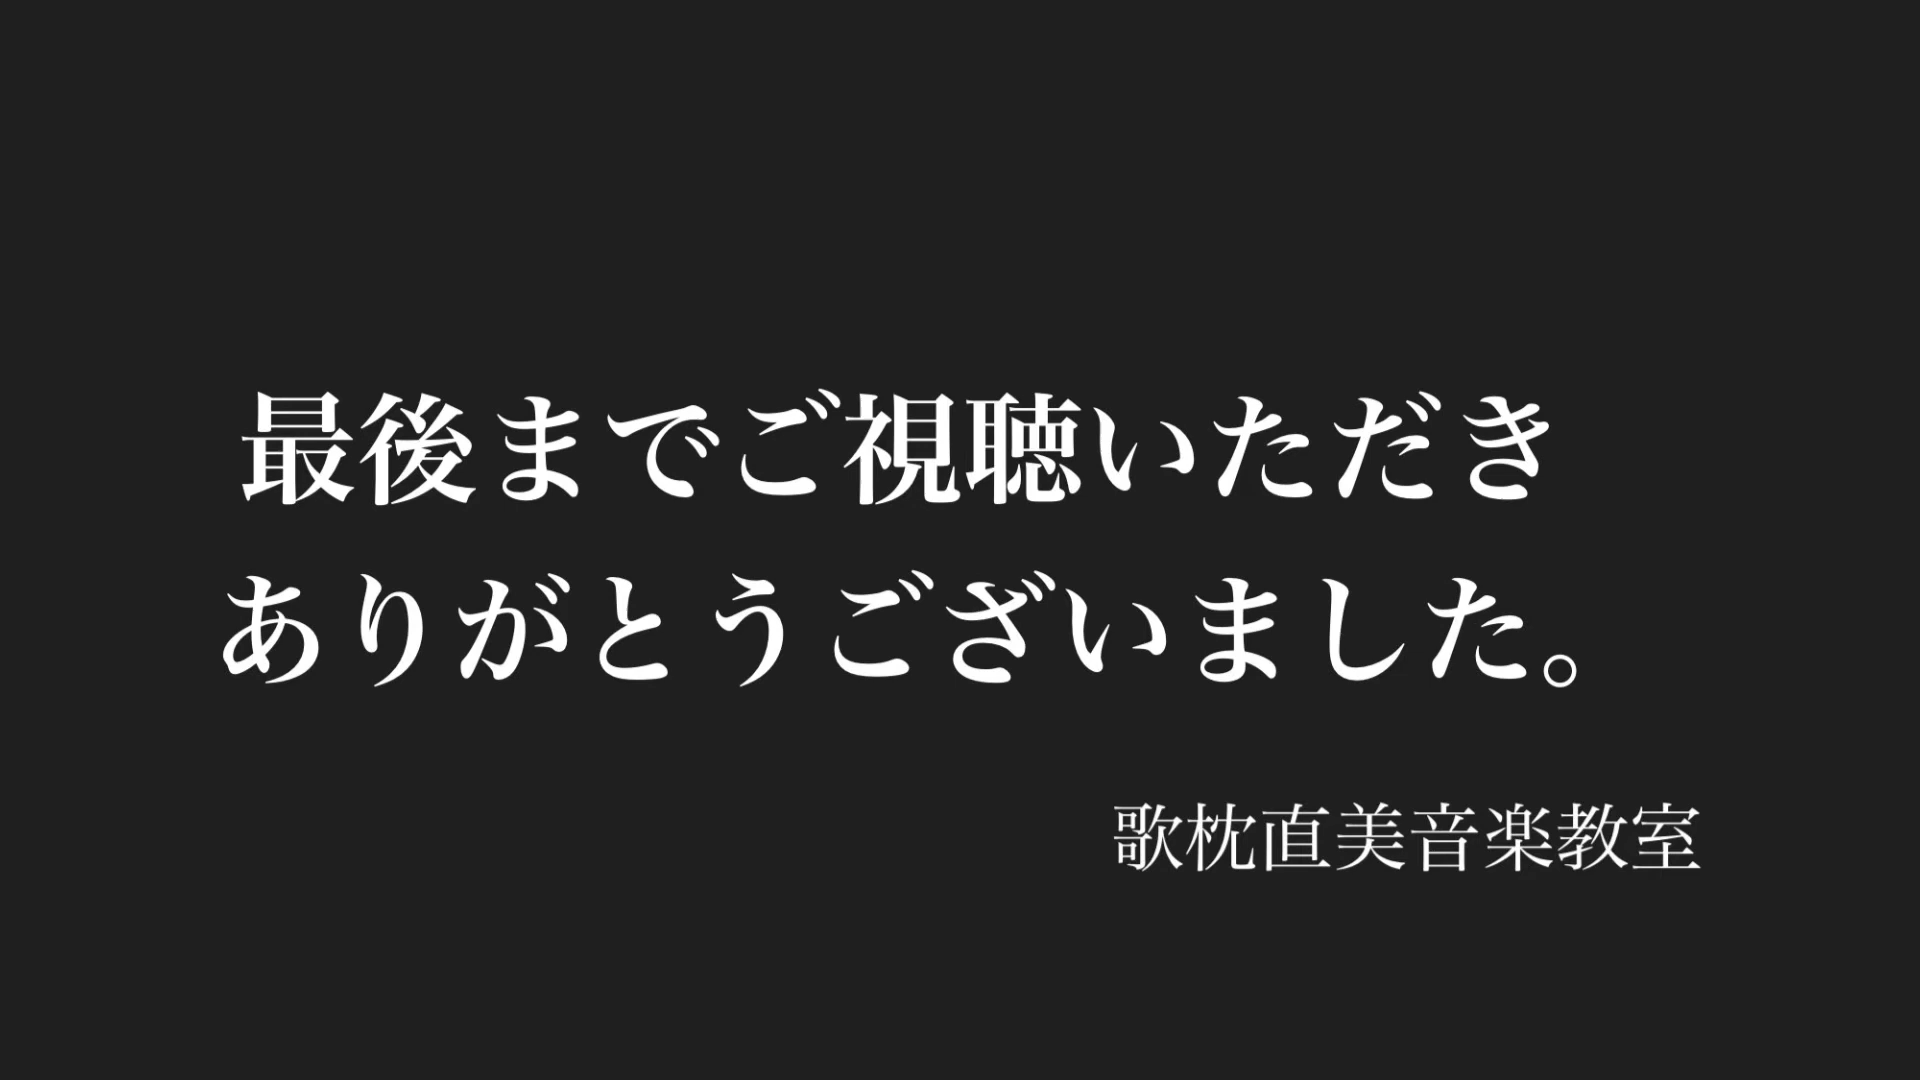 最後までご視聴いただき
ありがとうございました。
歌枕直美音楽教室